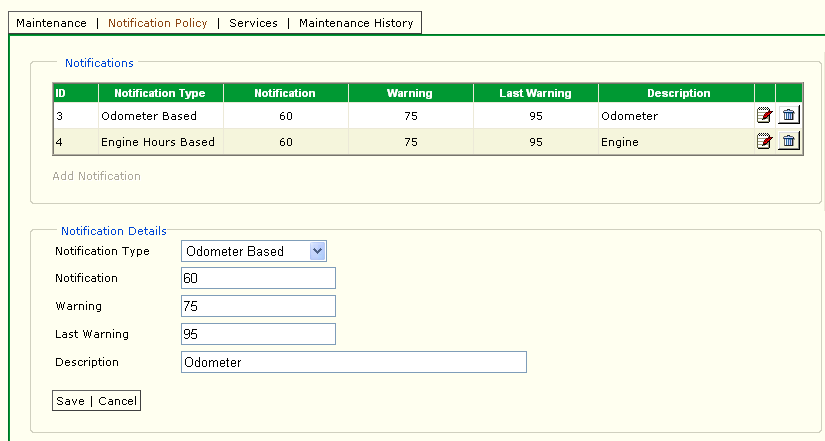 Maintenance | Notification Policy | Services | Maintenance History
Notifications
ID Notification Type Notification Warning Last Warning Description
3 Odometer Based 60 75 95 Odometer
4 Engine Hours Based 60 75 95 Engine
Add Notification
Notification Details
Notification Type Odometer Based
Notification 60
Warning 75
Last Warning 95
Description Odometer
Save | Cancel